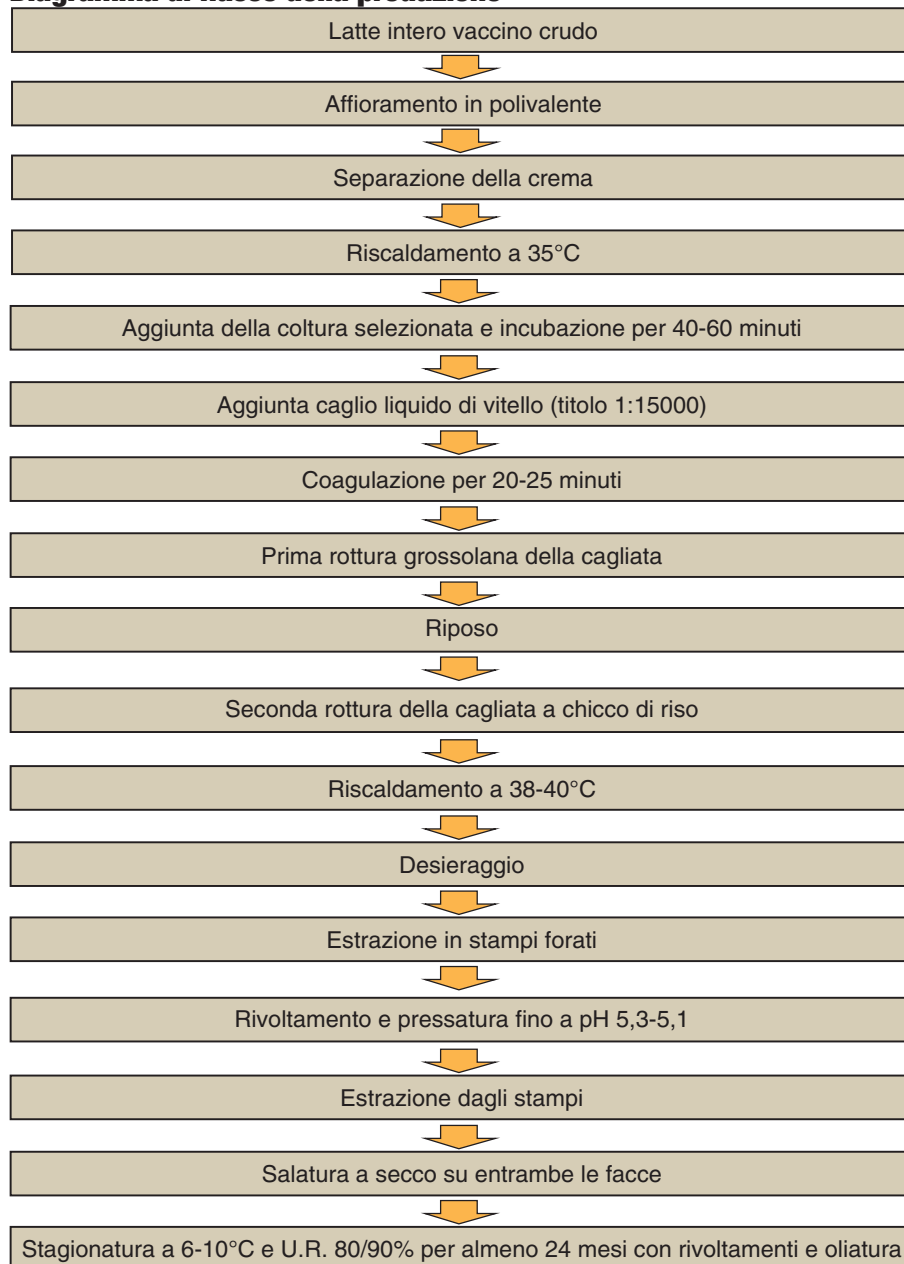 Latte intero vaccino crudo
Affioramento in polivalente
Separazione della crema
Riscaldamento a 35°C
Aggiunta della coltura selezionata e incubazione per 40-60 minuti
Aggiunta caglio liquido di vitello (titolo 1:15000)
Coagulazione per 20-25 minuti
Prima rottura grossolana della cagliata
Riposo
Seconda rottura della cagliata a chicco di riso
Riscaldamento a 38-40°C
Desieraggio
Estrazione in stampi forati
Rivoltamento e pressatura fino a pH 5,3-5,1
Estrazione dagli stampi
Salatura a secco su entrambe le facce
Stagionatura a 6-10°C e U.R. 80/90% per almeno 24 mesi con rivoltamenti e oliatura